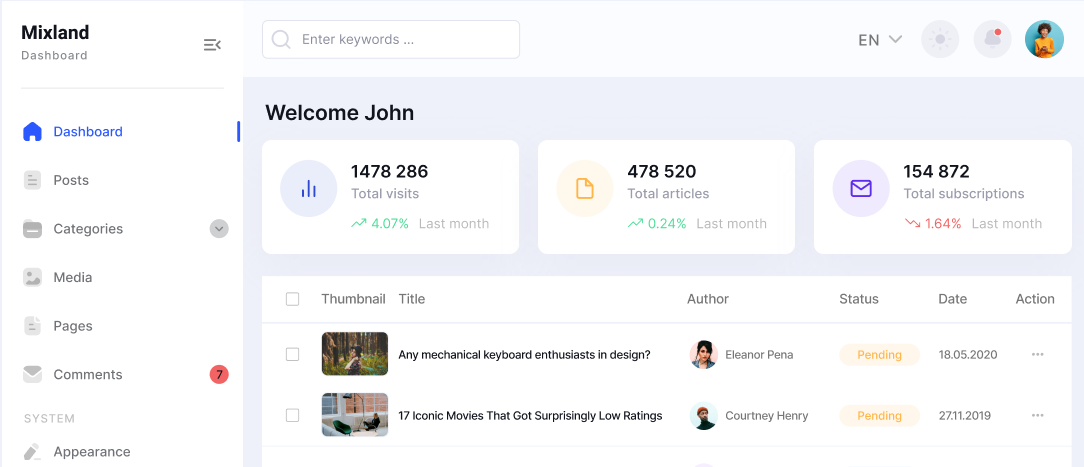 Mixland
Dashboard
Enter keywords ...
EN
Dashboard
Posts
Categories
Media
Pages
Comments
7
SYSTEM
Appearance
Welcome John
1478 286
Total visits
4.07% Last month
478 520
Total articles
0.24% Last month
154 872
Total subscriptions
1.64% Last month
Thumbnail Title Author Status Date Action
Any mechanical keyboard enthusiasts in design? Eleanor Pena Pending 18.05.2020 ...
17 Iconic Movies That Got Surprisingly Low Ratings Courtney Henry Pending 27.11.2019 ...